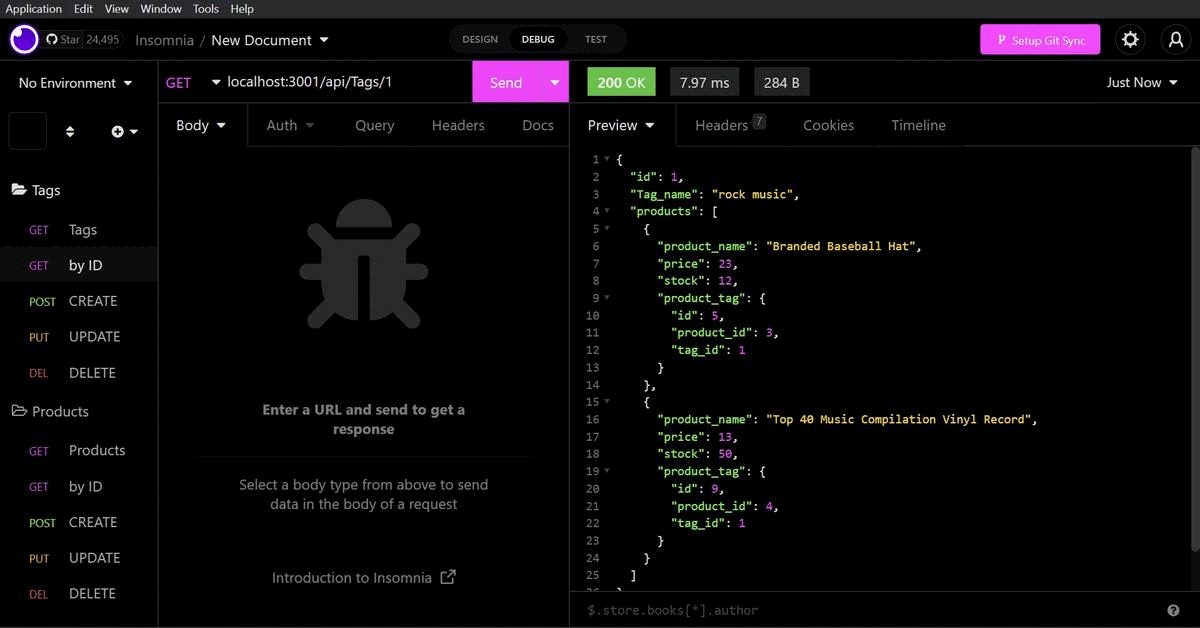 Application Edit View Window Tools Help
Star 24,495 Insomnia / New Document DESIGN DEBUG TEST Setup Git Sync
No Environment GET localhost:3001/api/Tags/1 Send 200 OK 7.97 ms 284 B Just Now
Body Auth Query Headers Docs Preview Headers 7 Cookies Timeline
Tags
GET Tags
GET by ID
POST CREATE
PUT UPDATE
DEL DELETE
Products
GET Products
GET by ID
POST CREATE
PUT UPDATE
DEL DELETE
Enter a URL and send to get a
response
Select a body type from above to send
data in the body of a request
Introduction to Insomnia
1 {
2 "id": 1,
3 "Tag_name": "rock music",
4 "products": [
5 {
6 "product_name": "Branded Baseball Hat",
7 "price": 23,
8 "stock": 12,
9 "product_tag": {
10 "id": 5,
11 "product_id": 3,
12 "tag_id": 1
13 }
14 },
15 {
16 "product_name": "Top 40 Music Compilation Vinyl Record",
17 "price": 13,
18 "stock": 50,
19 "product_tag": {
20 "id": 9,
21 "product_id": 4,
22 "tag_id": 1
23 }
24 }
25 ]
$.store.books[*].author